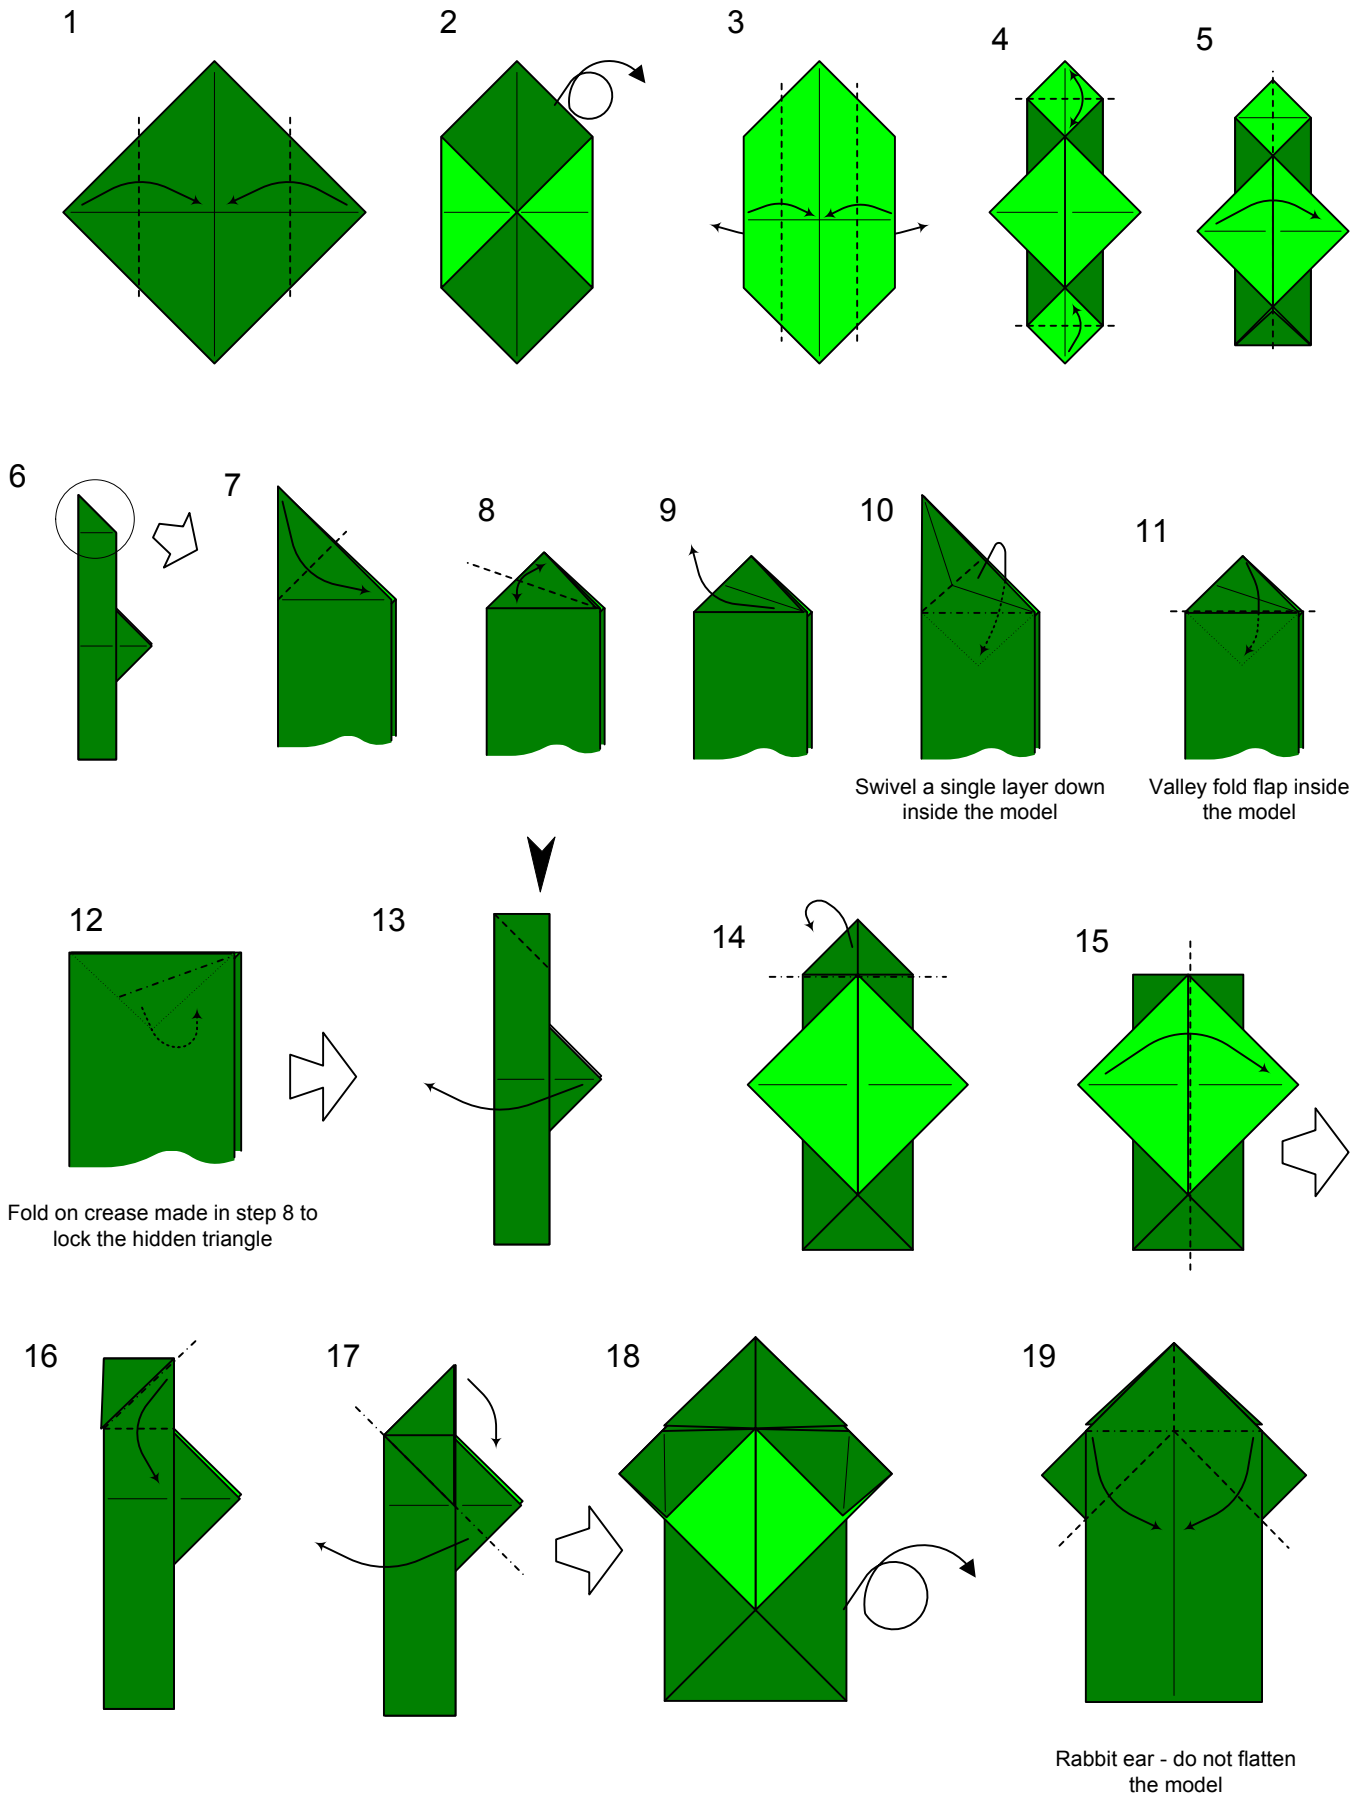 1
2
3
4
5
6
7
8
9
10
11
Swivel a single layer down
inside the model
Valley fold flap inside
the model
12
13
14
15
Fold on crease made in step 8 to
lock the hidden triangle
16
17
18
19
Rabbit ear - do not flatten
the model